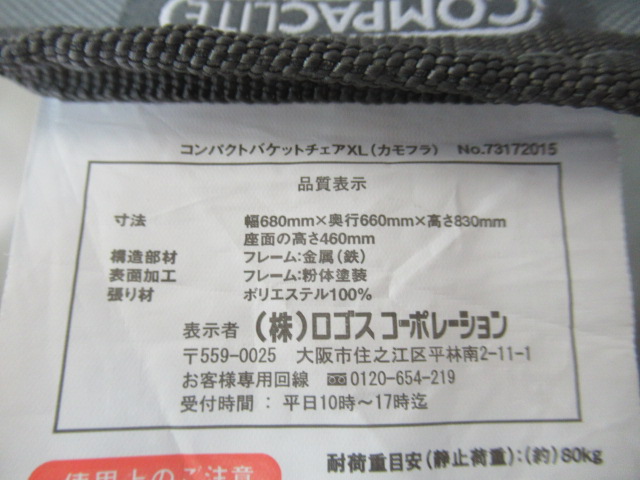 COMPACLITE
コンパクトバケットチェアXL(カモフラ) No.73172015
品質表示
寸法 幅680mm×奥行660mm×高さ830mm
座面の高さ460mm
構造部材 フレーム:金属(鉄)
表面加工 フレーム:粉体塗装
張り材 ポリエステル100%
表示者 (株)ロゴス コーポレーション
〒559-0025 大阪市住之江区平林南2-11-1
お客様専用回線 0120-654-219
受付時間 : 平日10時〜17時迄
耐荷重目安(静止荷重):(約)80kg
使用上のご注意